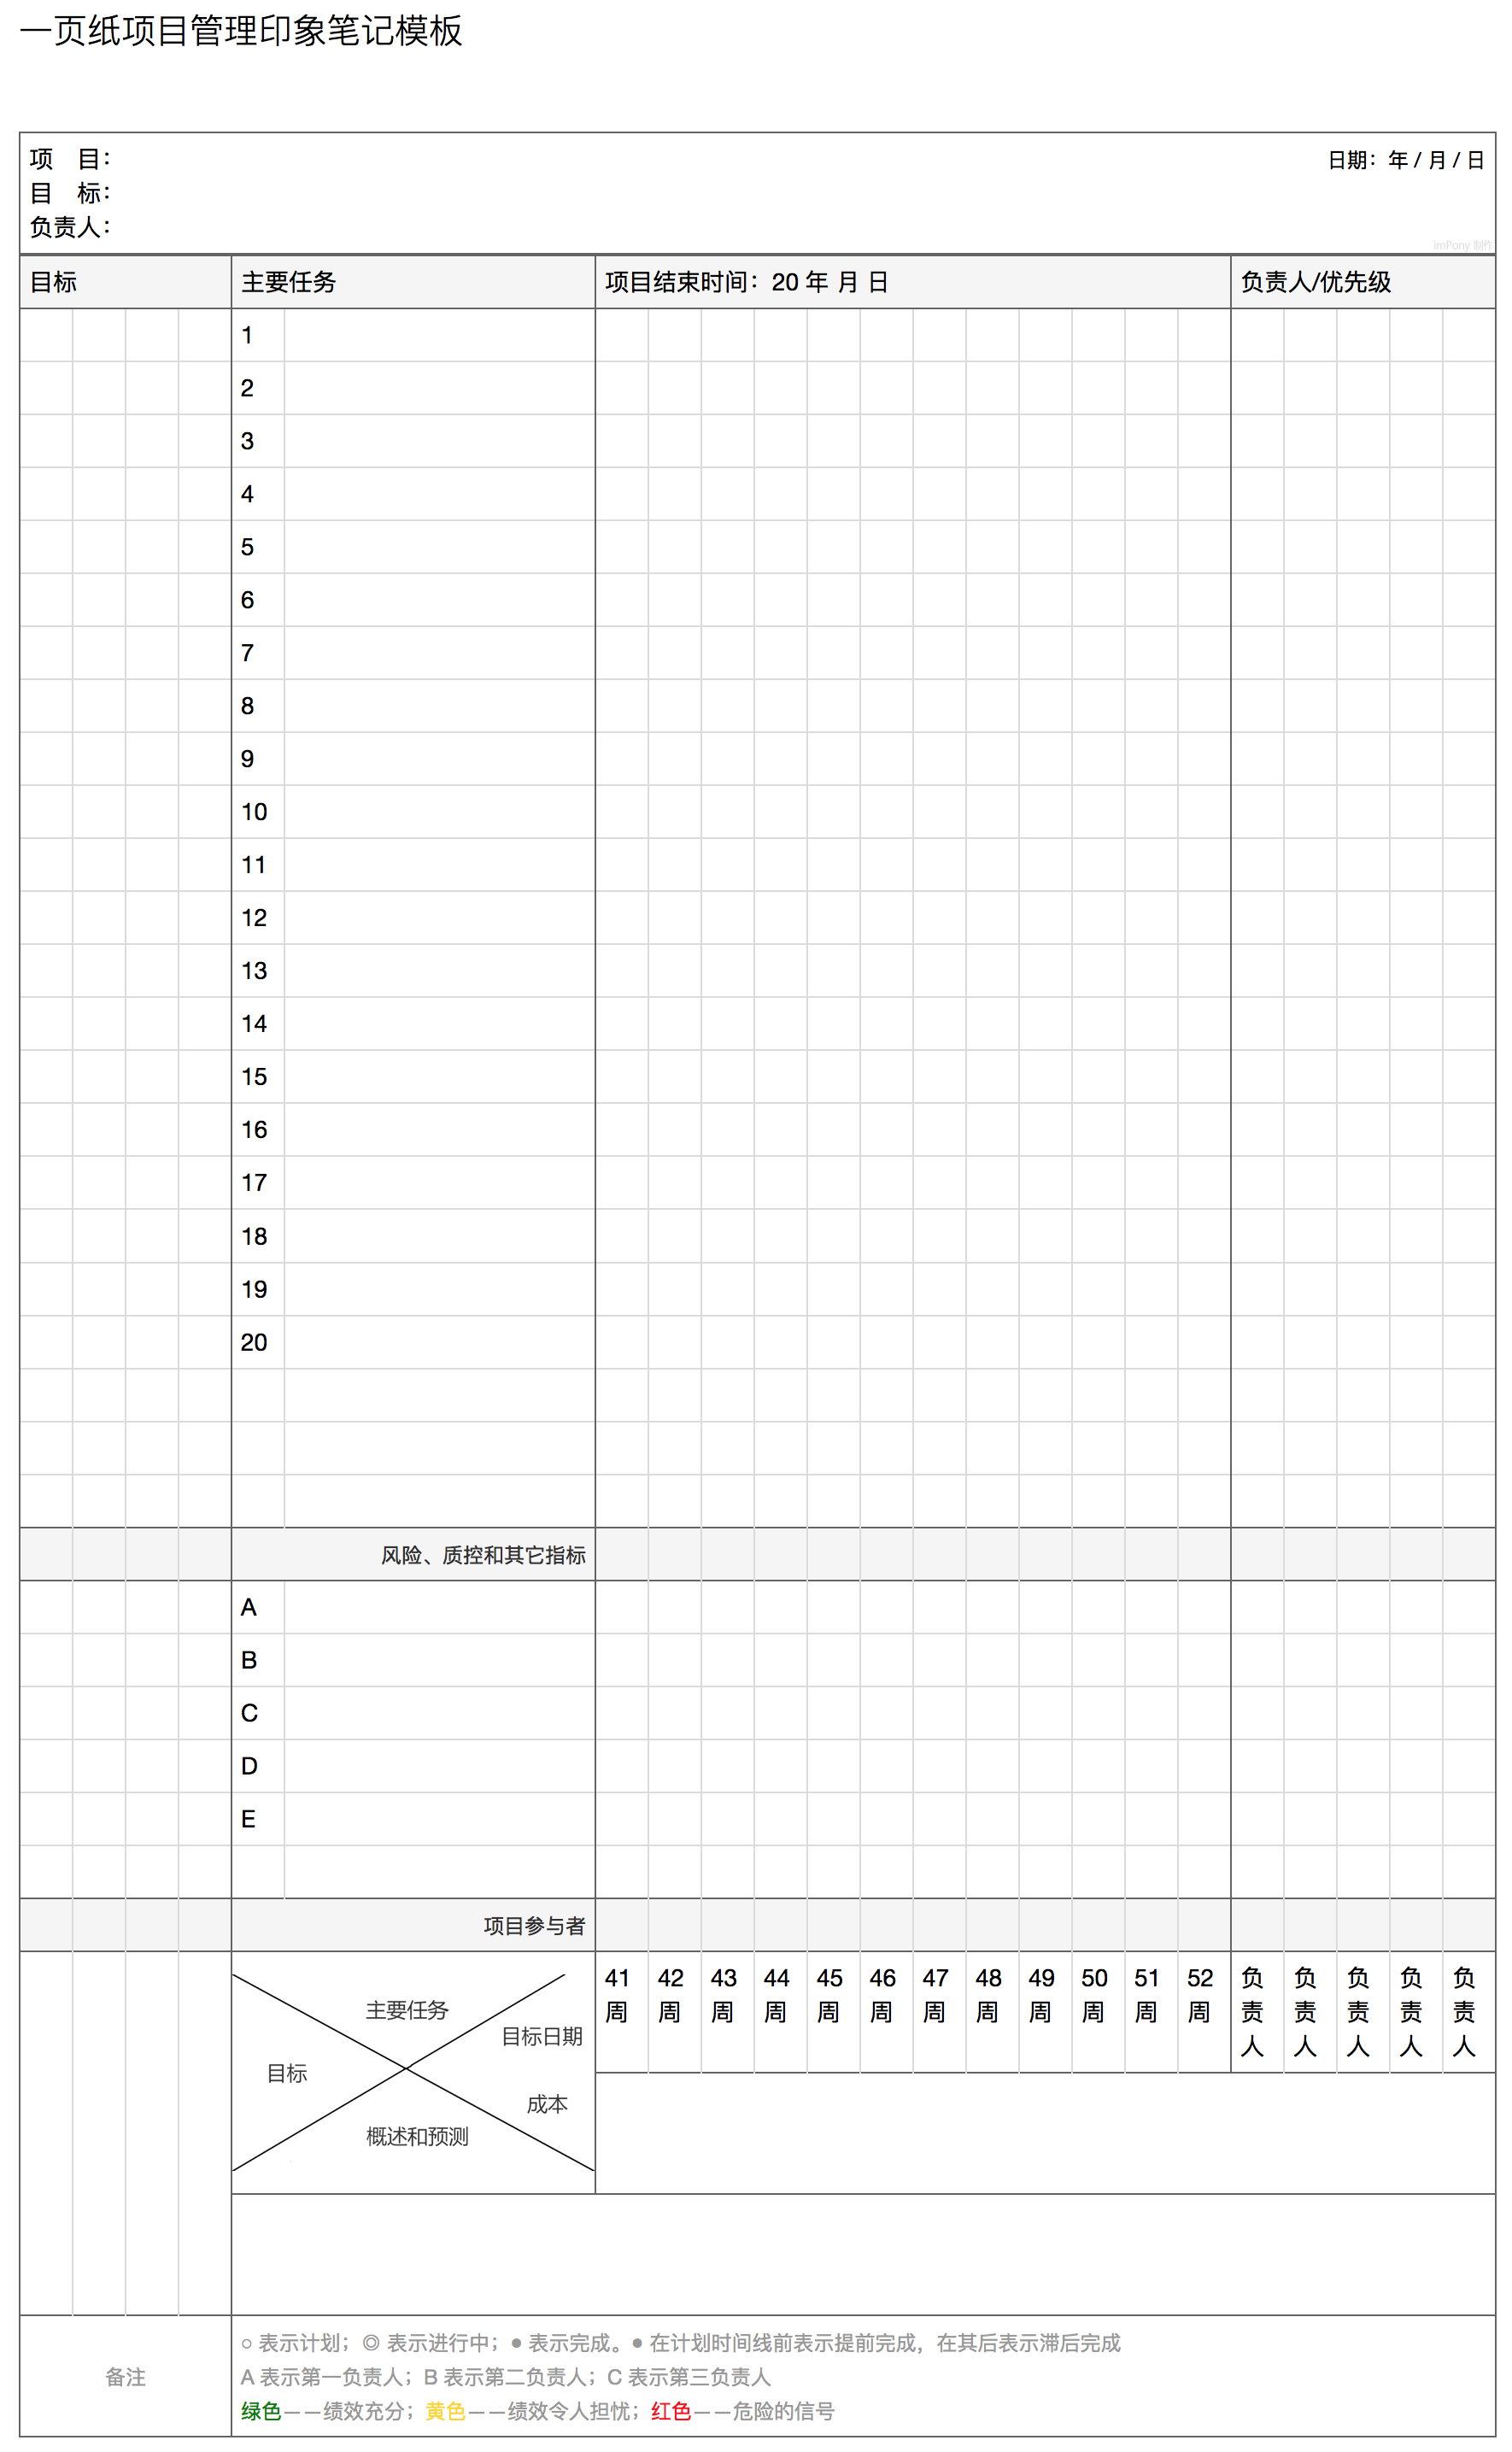 一页纸项目管理印象笔记模板
项　目：
日期：年 / 月 / 日
目　标：
负责人：
imPony 制作
目标 主要任务 项目结束时间：20 年 月 日 负责人/优先级
1
2
3
4
5
6
7
8
9
10
11
12
13
14
15
16
17
18
19
20
风险、质控和其它指标
A
B
C
D
E
项目参与者
41 42 43 44 45 46 47 48 49 50 51 52 负 负 负 负 负
周 周 周 周 周 周 周 周 周 周 周 周 责 责 责 责 责
人 人 人 人 人
主要任务
目标日期
目标
成本
概述和预测
备注
○ 表示计划；◎ 表示进行中；● 表示完成。● 在计划时间线前表示提前完成，在其后表示滞后完成
A 表示第一负责人；B 表示第二负责人；C 表示第三负责人
绿色——绩效充分；黄色——绩效令人担忧；红色——危险的信号